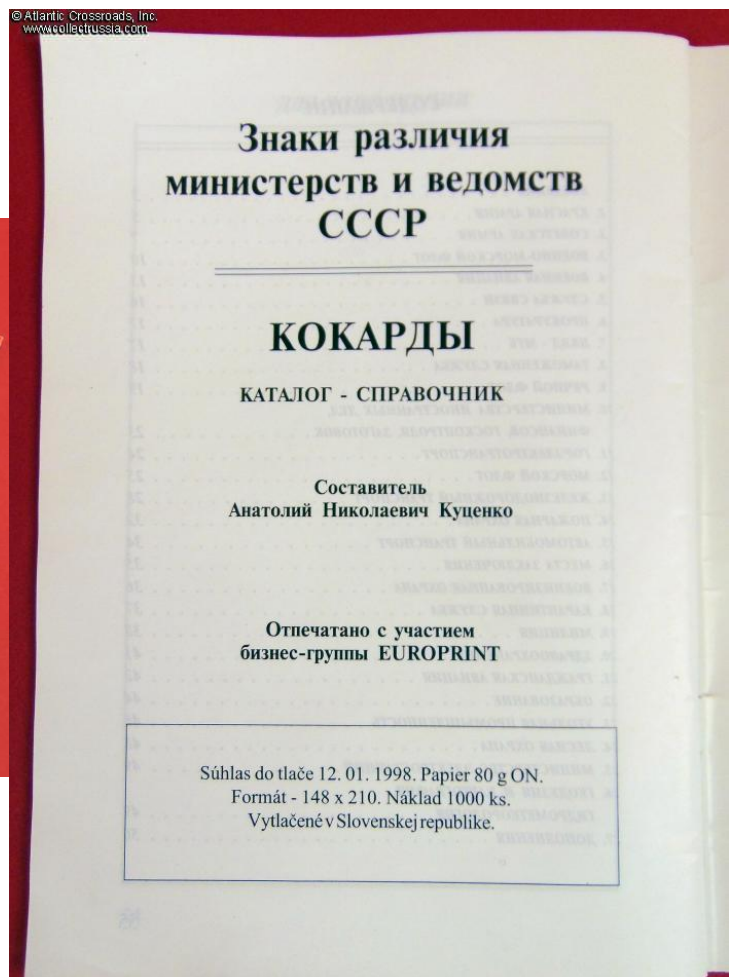 © Atlantic Crossroads, Inc.
www.collectrussia.com
Знаки различия
министерств и ведомств
СССР
КОКАРДЫ
КАТАЛОГ - СПРАВОЧНИК
Составитель
Анатолий Николаевич Куценко
Отпечатано с участием
бизнес-группы EUROPRINT
Súhlas do tlače 12. 01. 1998. Papier 80 g ON.
Formát - 148 x 210. Náklad 1000 ks.
Vytlačené v Slovenskej republike.